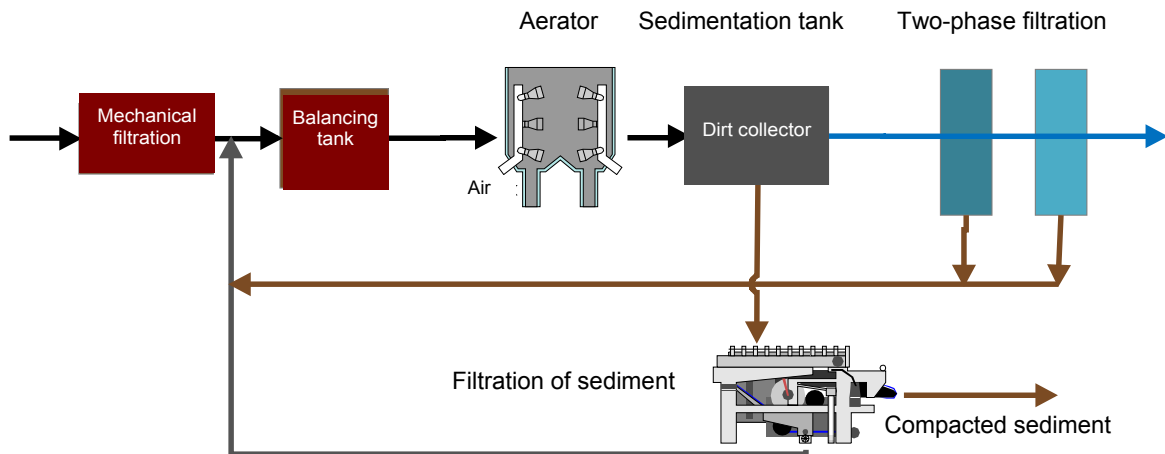 Aerator
Sedimentation tank
Two-phase filtration
Mechanical
filtration
Balancing
tank
Dirt collector
Air :
Filtration of sediment
Compacted sediment